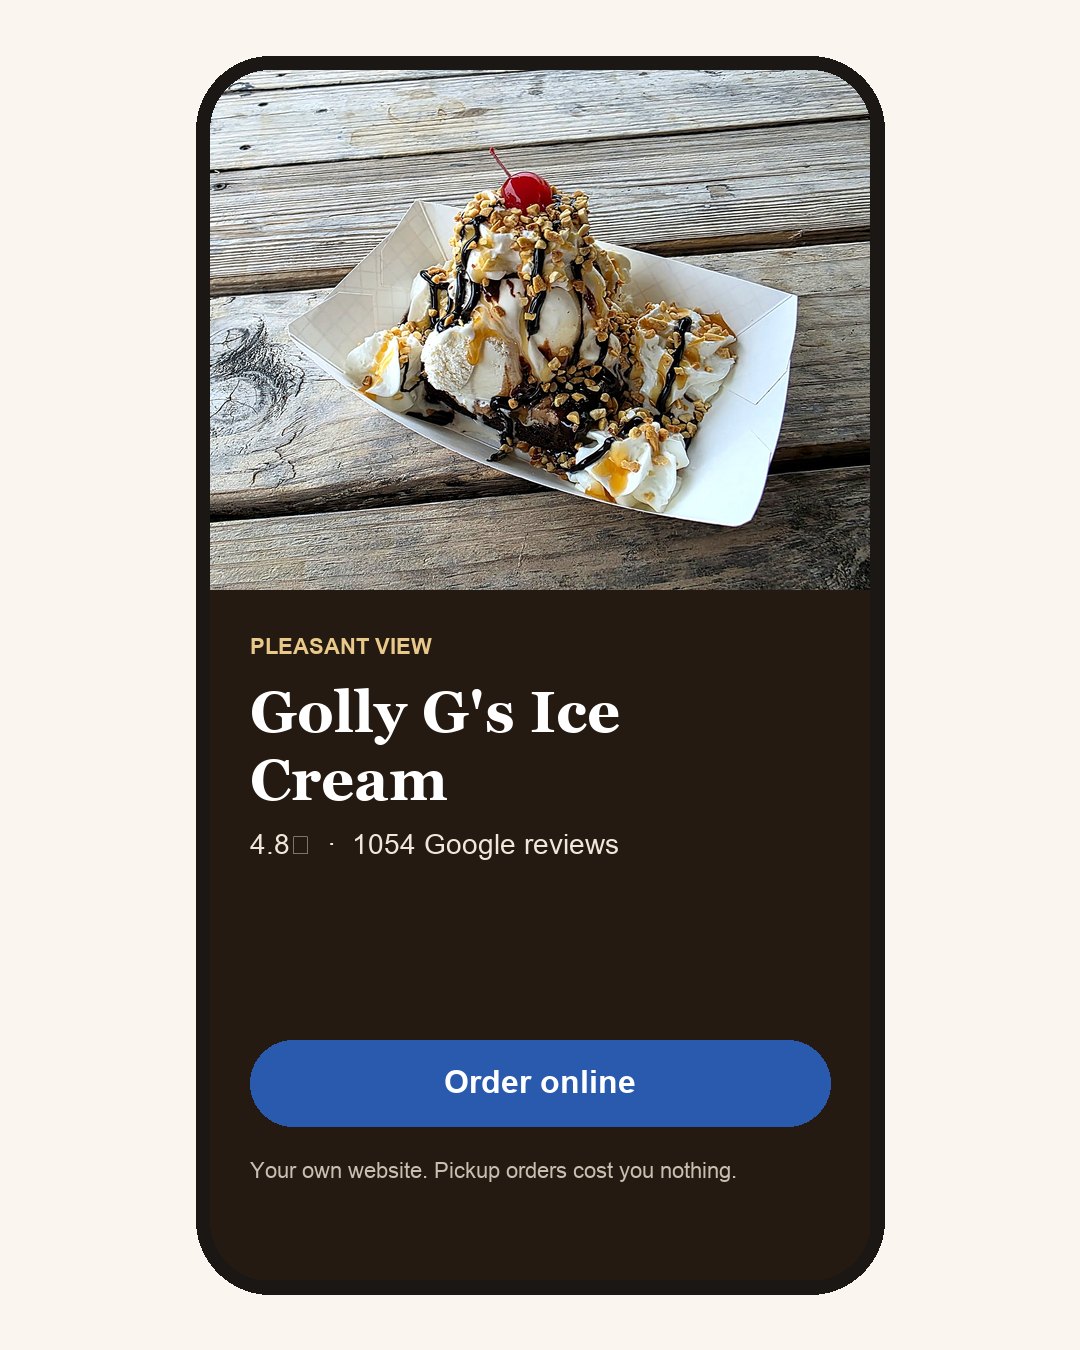 PLEASANT VIEW
Golly G's Ice
Cream
4.8□ · 1054 Google reviews
Order online
Your own website. Pickup orders cost you nothing.